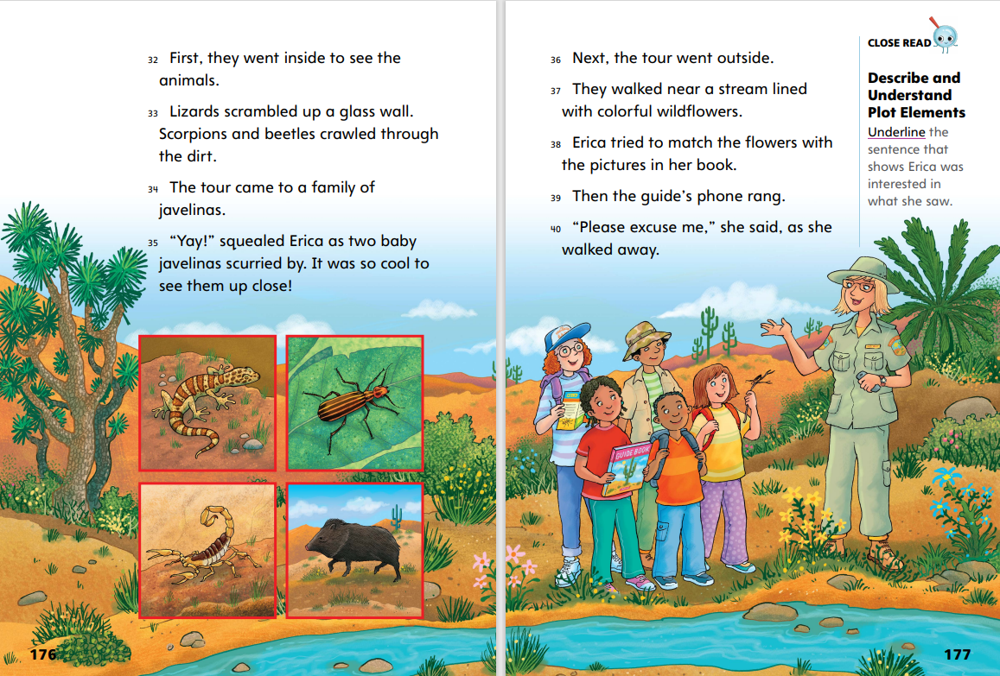 32 First, they went inside to see the
animals.
33 Lizards scrambled up a glass wall.
Scorpions and beetles crawled through
the dirt.
34 The tour came to a family of
javelinas.
35 “Yay!” squealed Erica as two baby
javelinas scurried by. It was so cool to
see them up close!
176
36 Next, the tour went outside.
37 They walked near a stream lined
with colorful wildflowers.
38 Erica tried to match the flowers with
the pictures in her book.
39 Then the guide’s phone rang.
40 “Please excuse me,” she said, as she
walked away.
CLOSE READ
Describe and
Understand
Plot Elements
Underline the
sentence that
shows Erica was
interested in
what she saw.
GUIDE BOOK
177